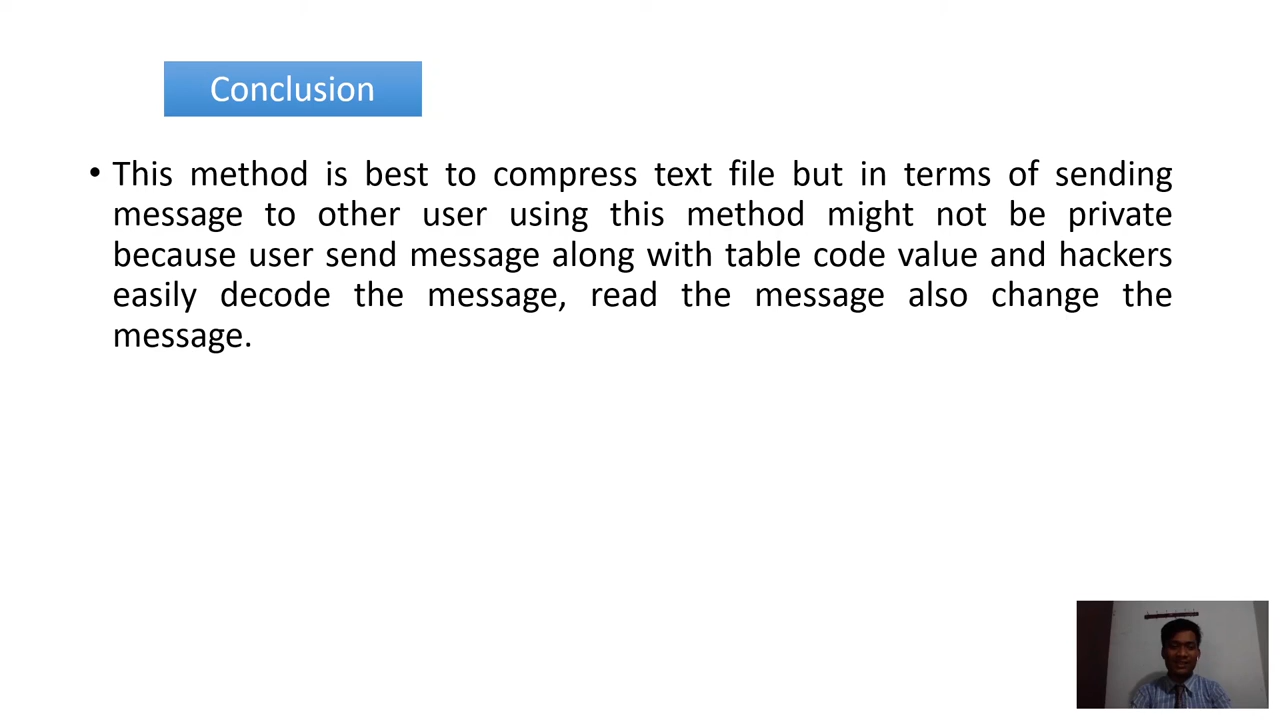 Conclusion
• This method is best to compress text file but in terms of sending
message to other user using this method might not be private
because user send message along with table code value and hackers
easily decode the message, read the message also change the
message.